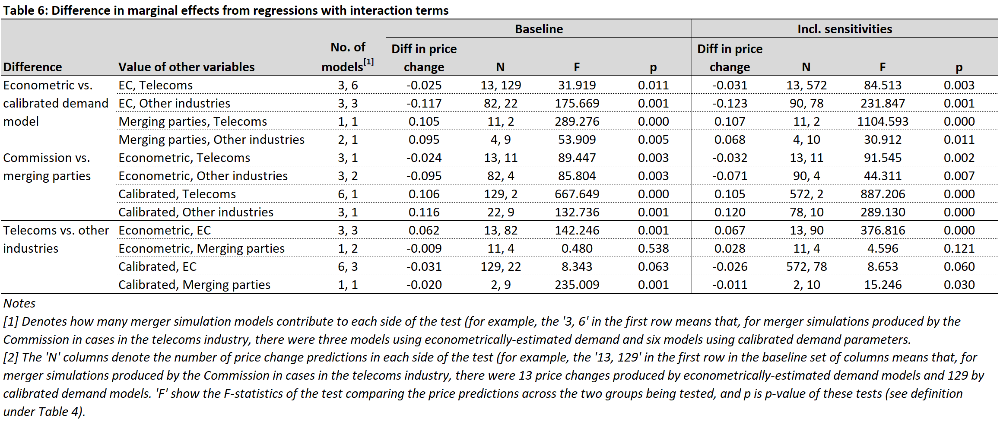 Table 6: Difference in marginal effects from regressions with interaction terms
Baseline Incl. sensitivities
No. of Diff in price Diff in price
Difference Value of other variables models[1] change N F p change N F p
Econometric vs. EC, Telecoms 3, 6 -0.025 13, 129 31.919 0.011 -0.031 13, 572 84.513 0.003
calibrated demand EC, Other industries 3, 3 -0.117 82, 22 175.669 0.001 -0.123 90, 78 231.847 0.001
model Merging parties, Telecoms 1, 1 0.105 11, 2 289.276 0.000 0.107 11, 2 1104.593 0.000
Merging parties, Other industries 2, 1 0.095 4, 9 53.909 0.005 0.068 4, 10 30.912 0.011
Commission vs. Econometric, Telecoms 3, 1 -0.024 13, 11 89.447 0.003 -0.032 13, 11 91.545 0.002
merging parties Econometric, Other industries 3, 2 -0.095 82, 4 85.804 0.003 -0.071 90, 4 44.311 0.007
Calibrated, Telecoms 6, 1 0.106 129, 2 667.649 0.000 0.105 572, 2 887.206 0.000
Calibrated, Other industries 3, 1 0.116 22, 9 132.736 0.001 0.120 78, 10 289.130 0.000
Telecoms vs. other Econometric, EC 3, 3 0.062 13, 82 142.246 0.001 0.067 13, 90 376.816 0.000
industries Econometric, Merging parties 1, 2 -0.009 11, 4 0.480 0.538 0.028 11, 4 4.596 0.121
Calibrated, EC 6, 3 -0.031 129, 22 8.343 0.063 -0.026 572, 78 8.653 0.060
Calibrated, Merging parties 1, 1 -0.020 2, 9 235.009 0.001 -0.011 2, 10 15.246 0.030
Notes
[1] Denotes how many merger simulation models contribute to each side of the test (for example, the '3, 6' in the first row means that, for merger simulations produced by the
Commission in cases in the telecoms industry, there were three models using econometrically-estimated demand and six models using calibrated demand parameters.
[2] The 'N' columns denote the number of price change predictions in each side of the test (for example, the '13, 129' in the first row in the baseline set of columns means that, for
merger simulations produced by the Commission in cases in the telecoms industry, there were 13 price changes produced by econometrically-estimated demand models and 129 by
calibrated demand models. 'F' show the F-statistics of the test comparing the price predictions across the two groups being tested, and p is p-value of these tests (see definition
under Table 4).